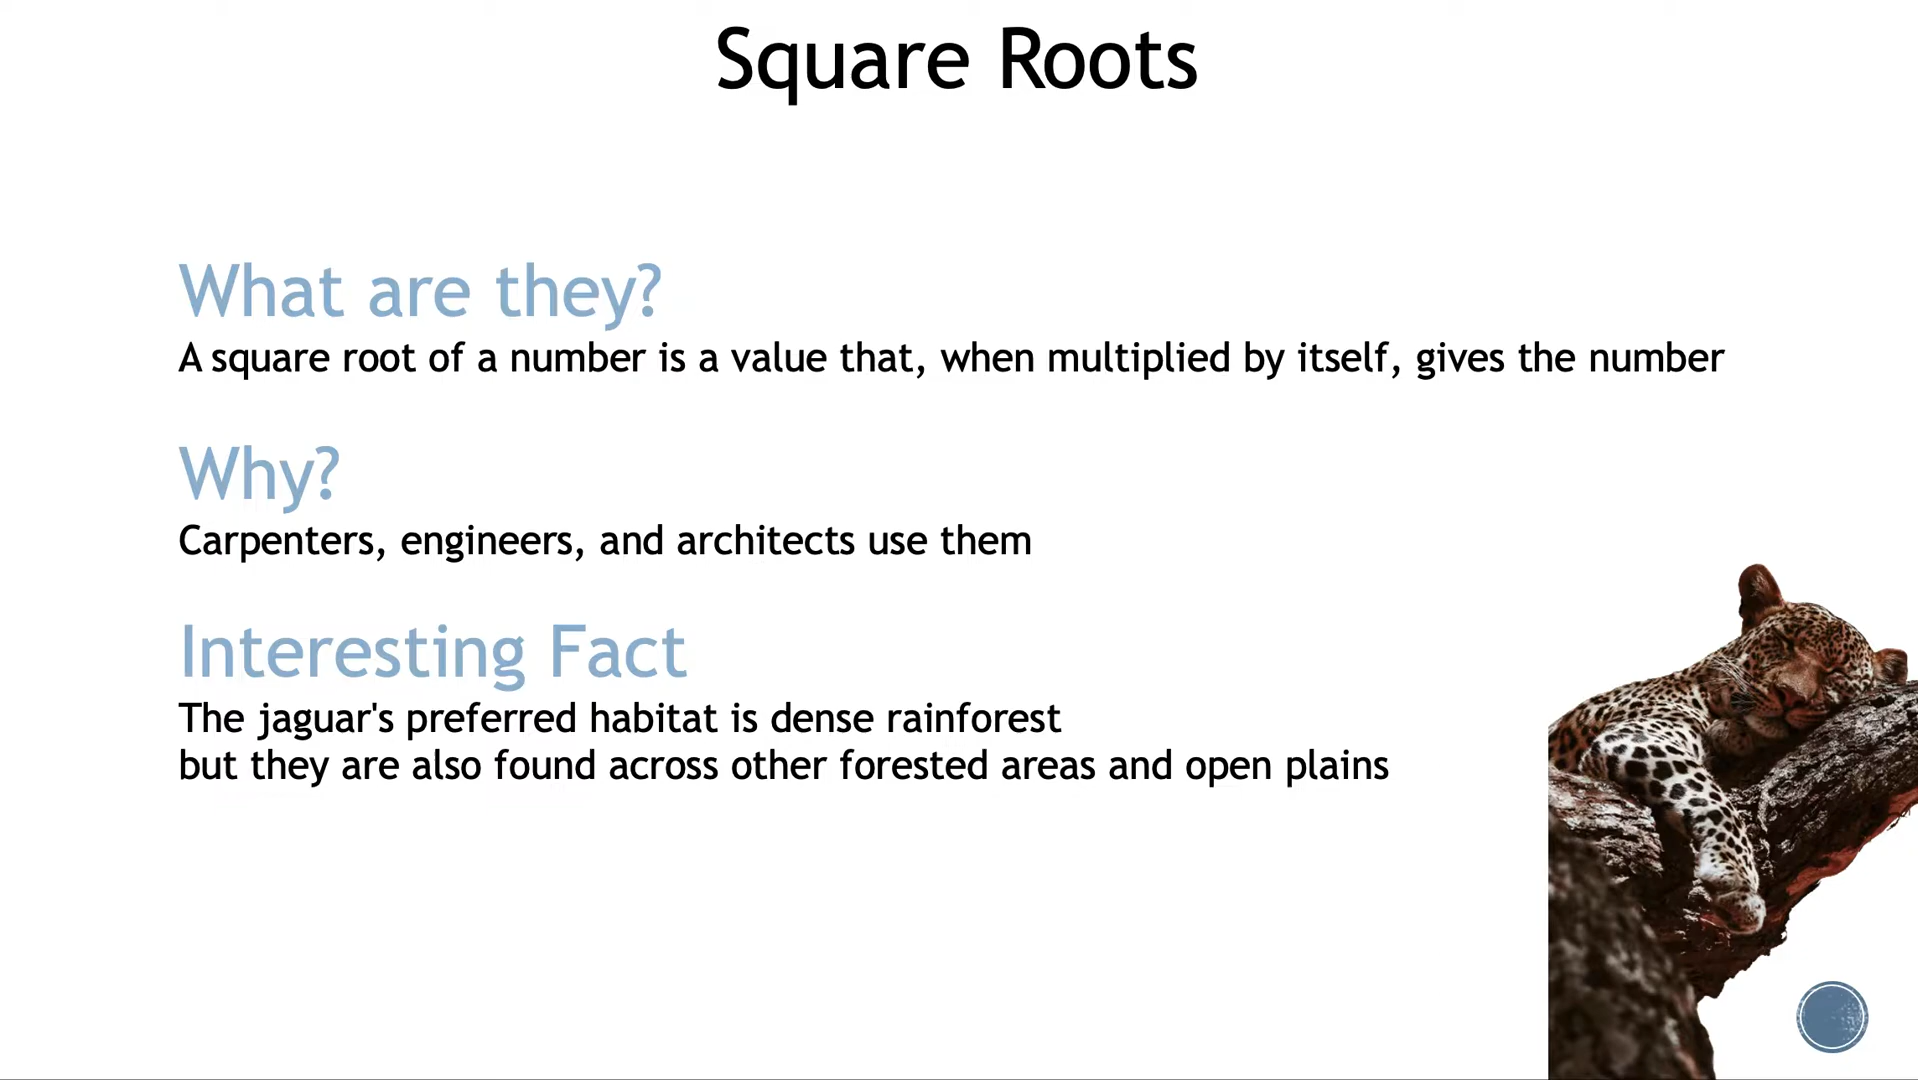 Square Roots
What are they?
A square root of a number is a value that, when multiplied by itself, gives the number
Why?
Carpenters, engineers, and architects use them
Interesting Fact
The jaguar's preferred habitat is dense rainforest
but they are also found across other forested areas and open plains